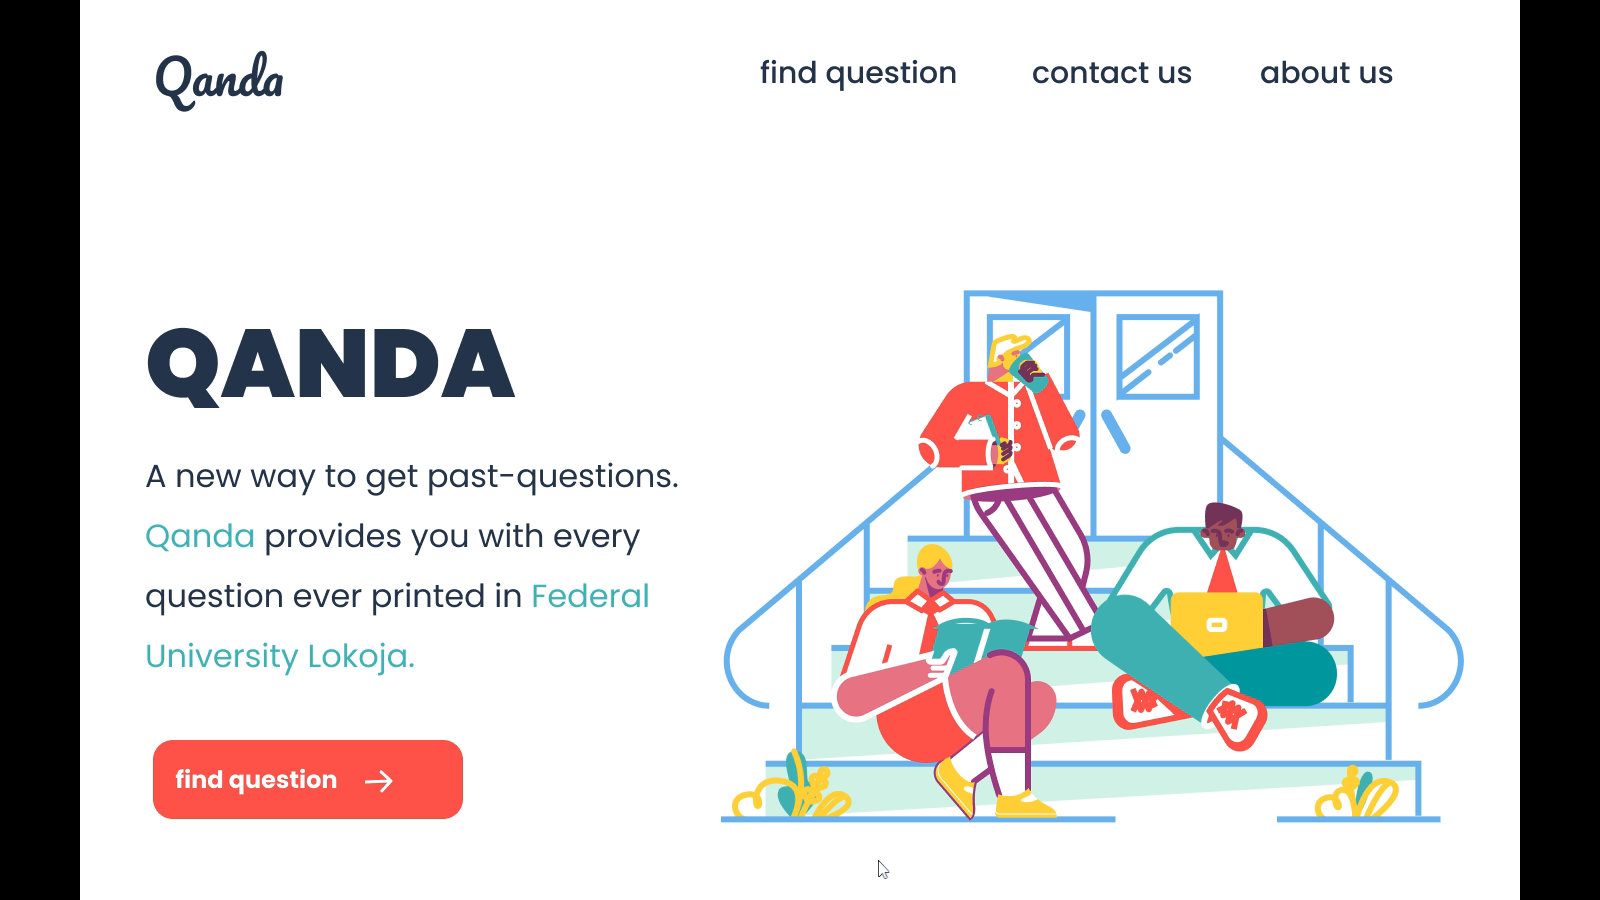 Qanda
find question contact us about us
QANDA
A new way to get past-questions.
Qanda provides you with every
question ever printed in Federal
University Lokoja.
find question →